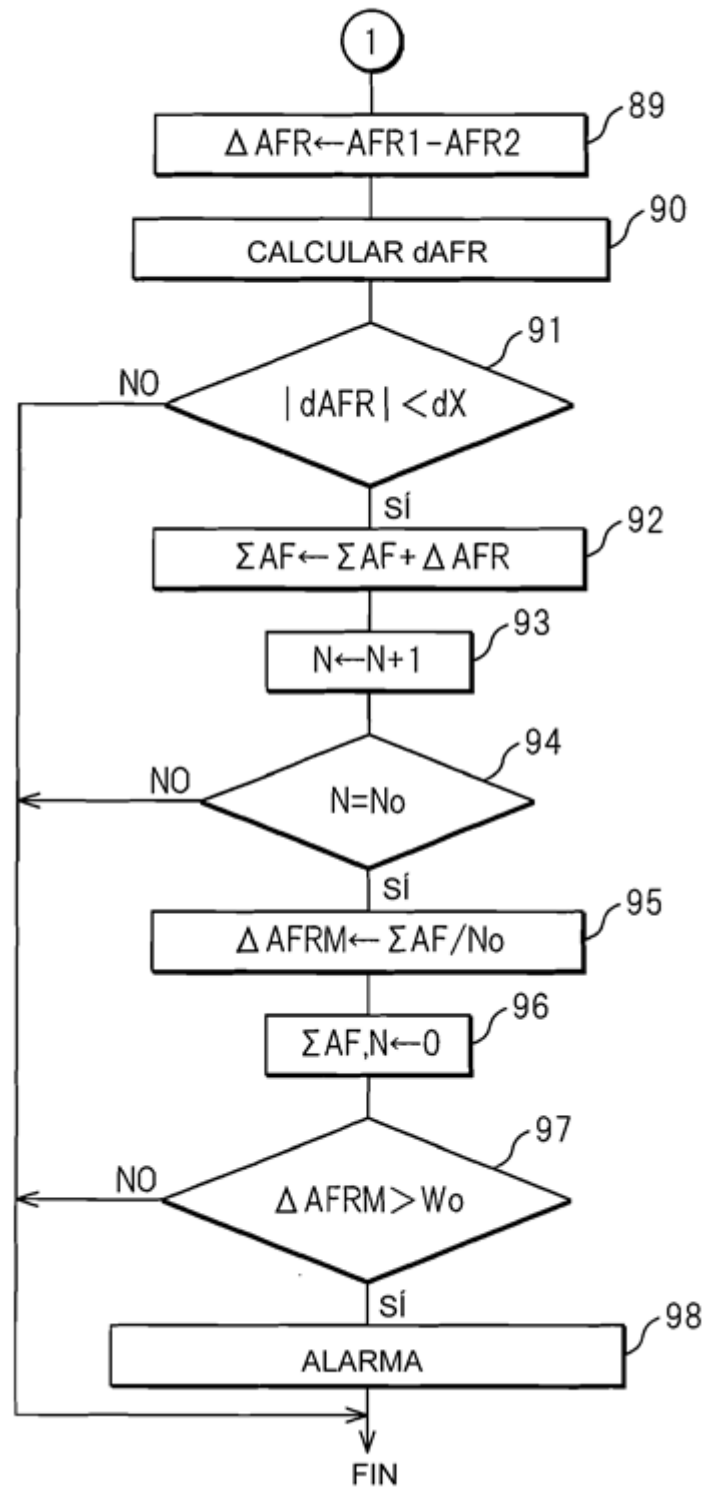 1
89
Δ AFR←AFR1-AFR2
90
CALCULAR dAFR
91
NO
|dAFR| <dX
SÍ
92
ΣAF←ΣAF+ΔAFR
93
N←N+1
94
NO
N=No
SÍ
95
ΔAFRM←ΣAF/No
96
ΣAF,N←0
97
NO
ΔAFRM>Wo
SÍ
98
ALARMA
FIN